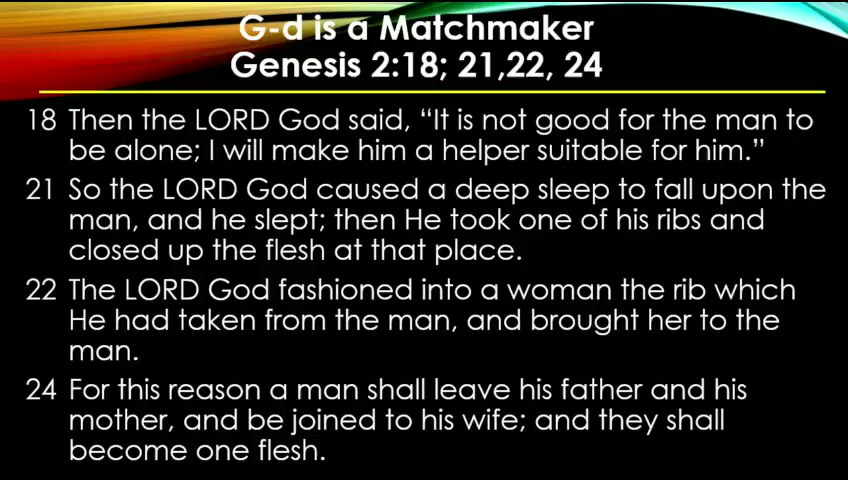 G-d is a Matchmaker
Genesis 2:18; 21,22, 24
18 Then the LORD God said, “It is not good for the man to
be alone; I will make him a helper suitable for him.”
21 So the LORD God caused a deep sleep to fall upon the
man, and he slept; then He took one of his ribs and
closed up the flesh at that place.
22 The LORD God fashioned into a woman the rib which
He had taken from the man, and brought her to the
man.
24 For this reason a man shall leave his father and his
mother, and be joined to his wife; and they shall
become one flesh.